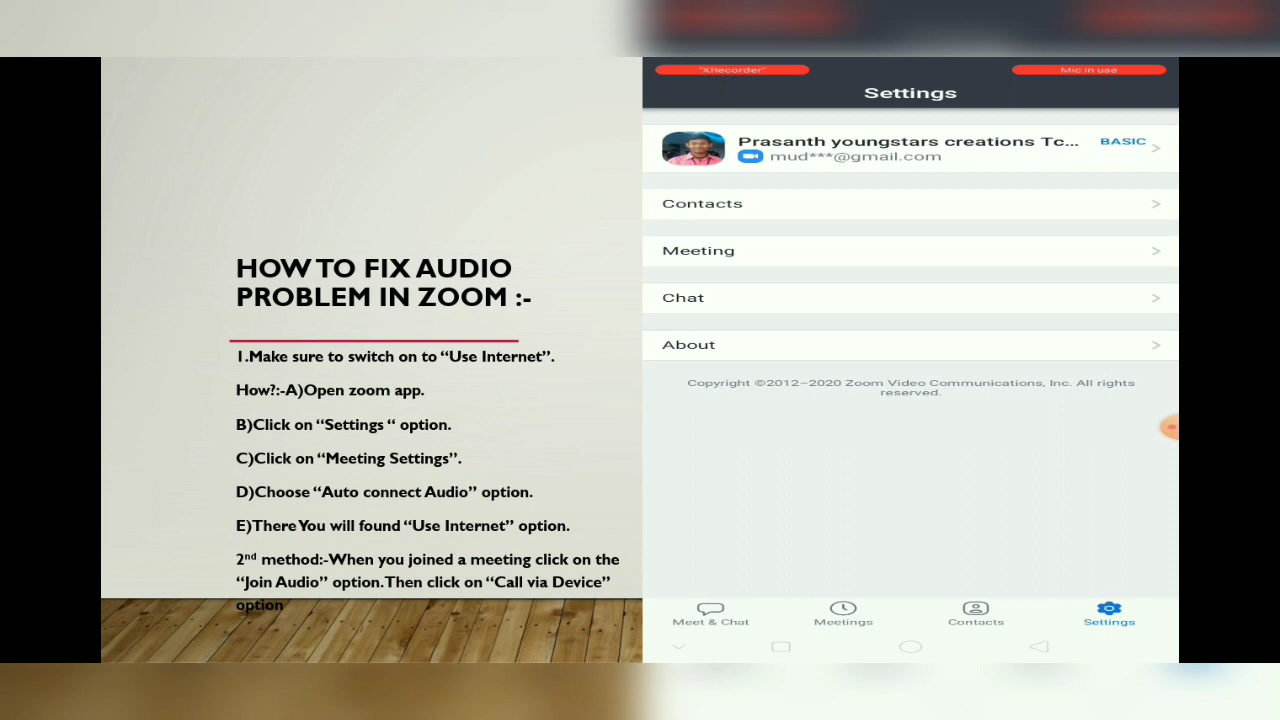 HOW TO FIX AUDIO
PROBLEM IN ZOOM :-
1.Make sure to switch on to “Use Internet”.
How?:-A)Open zoom app.
B)Click on “Settings “ option.
C)Click on “Meeting Settings”.
D)Choose “Auto connect Audio” option.
E)There You will found “Use Internet” option.
2nd method:-When you joined a meeting click on the
“Join Audio” option.Then click on “Call via Device”
option
"XRecorder"
Mic in use
Settings
Prasanth youngstars creations Tc...
BASIC
mud***@gmail.com
Contacts
Meeting
Chat
About
Copyright ©2012–2020 Zoom Video Communications, Inc. All rights
reserved.
Meet & Chat
Meetings
Contacts
Settings